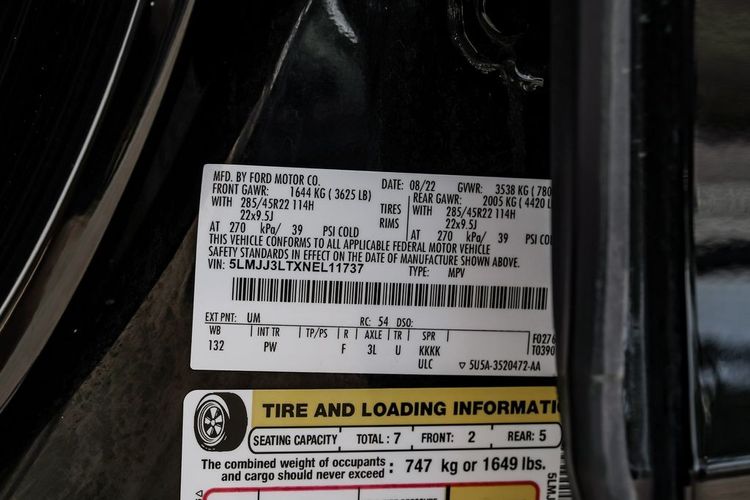 MFD. BY FORD MOTOR CO. DATE: 08/22 GVWR: 3538 KG ( 780
FRONT GAWR: 1644 KG ( 3625 LB) REAR GAWR: 2005 KG ( 4420 L
WITH 285/45R22 114H TIRES WITH 285/45R22 114H
22x9.5J RIMS 22x9.5J
AT 270 kPa/ 39 PSI COLD AT 270 kPa/ 39 PSI CO
THIS VEHICLE CONFORMS TO ALL APPLICABLE FEDERAL MOTOR VEHICLE
SAFETY STANDARDS IN EFFECT ON THE DATE OF MANUFACTURE SHOWN ABOVE.
VIN: 5LMJJ3LTXNEL11737 TYPE: MPV
EXT PNT: UM RC: 54 DSO:
WB INT TR TP/PS R AXLE TR SPR F0276
132 PW F 3L U KKKK T0390
ULC ▽ 5U5A-3520472-AA
TIRE AND LOADING INFORMATI
SEATING CAPACITY TOTAL : 7 FRONT: 2 REAR: 5
The combined weight of occupants
and cargo should never exceed : 747 kg or 1649 lbs.
5LMJ